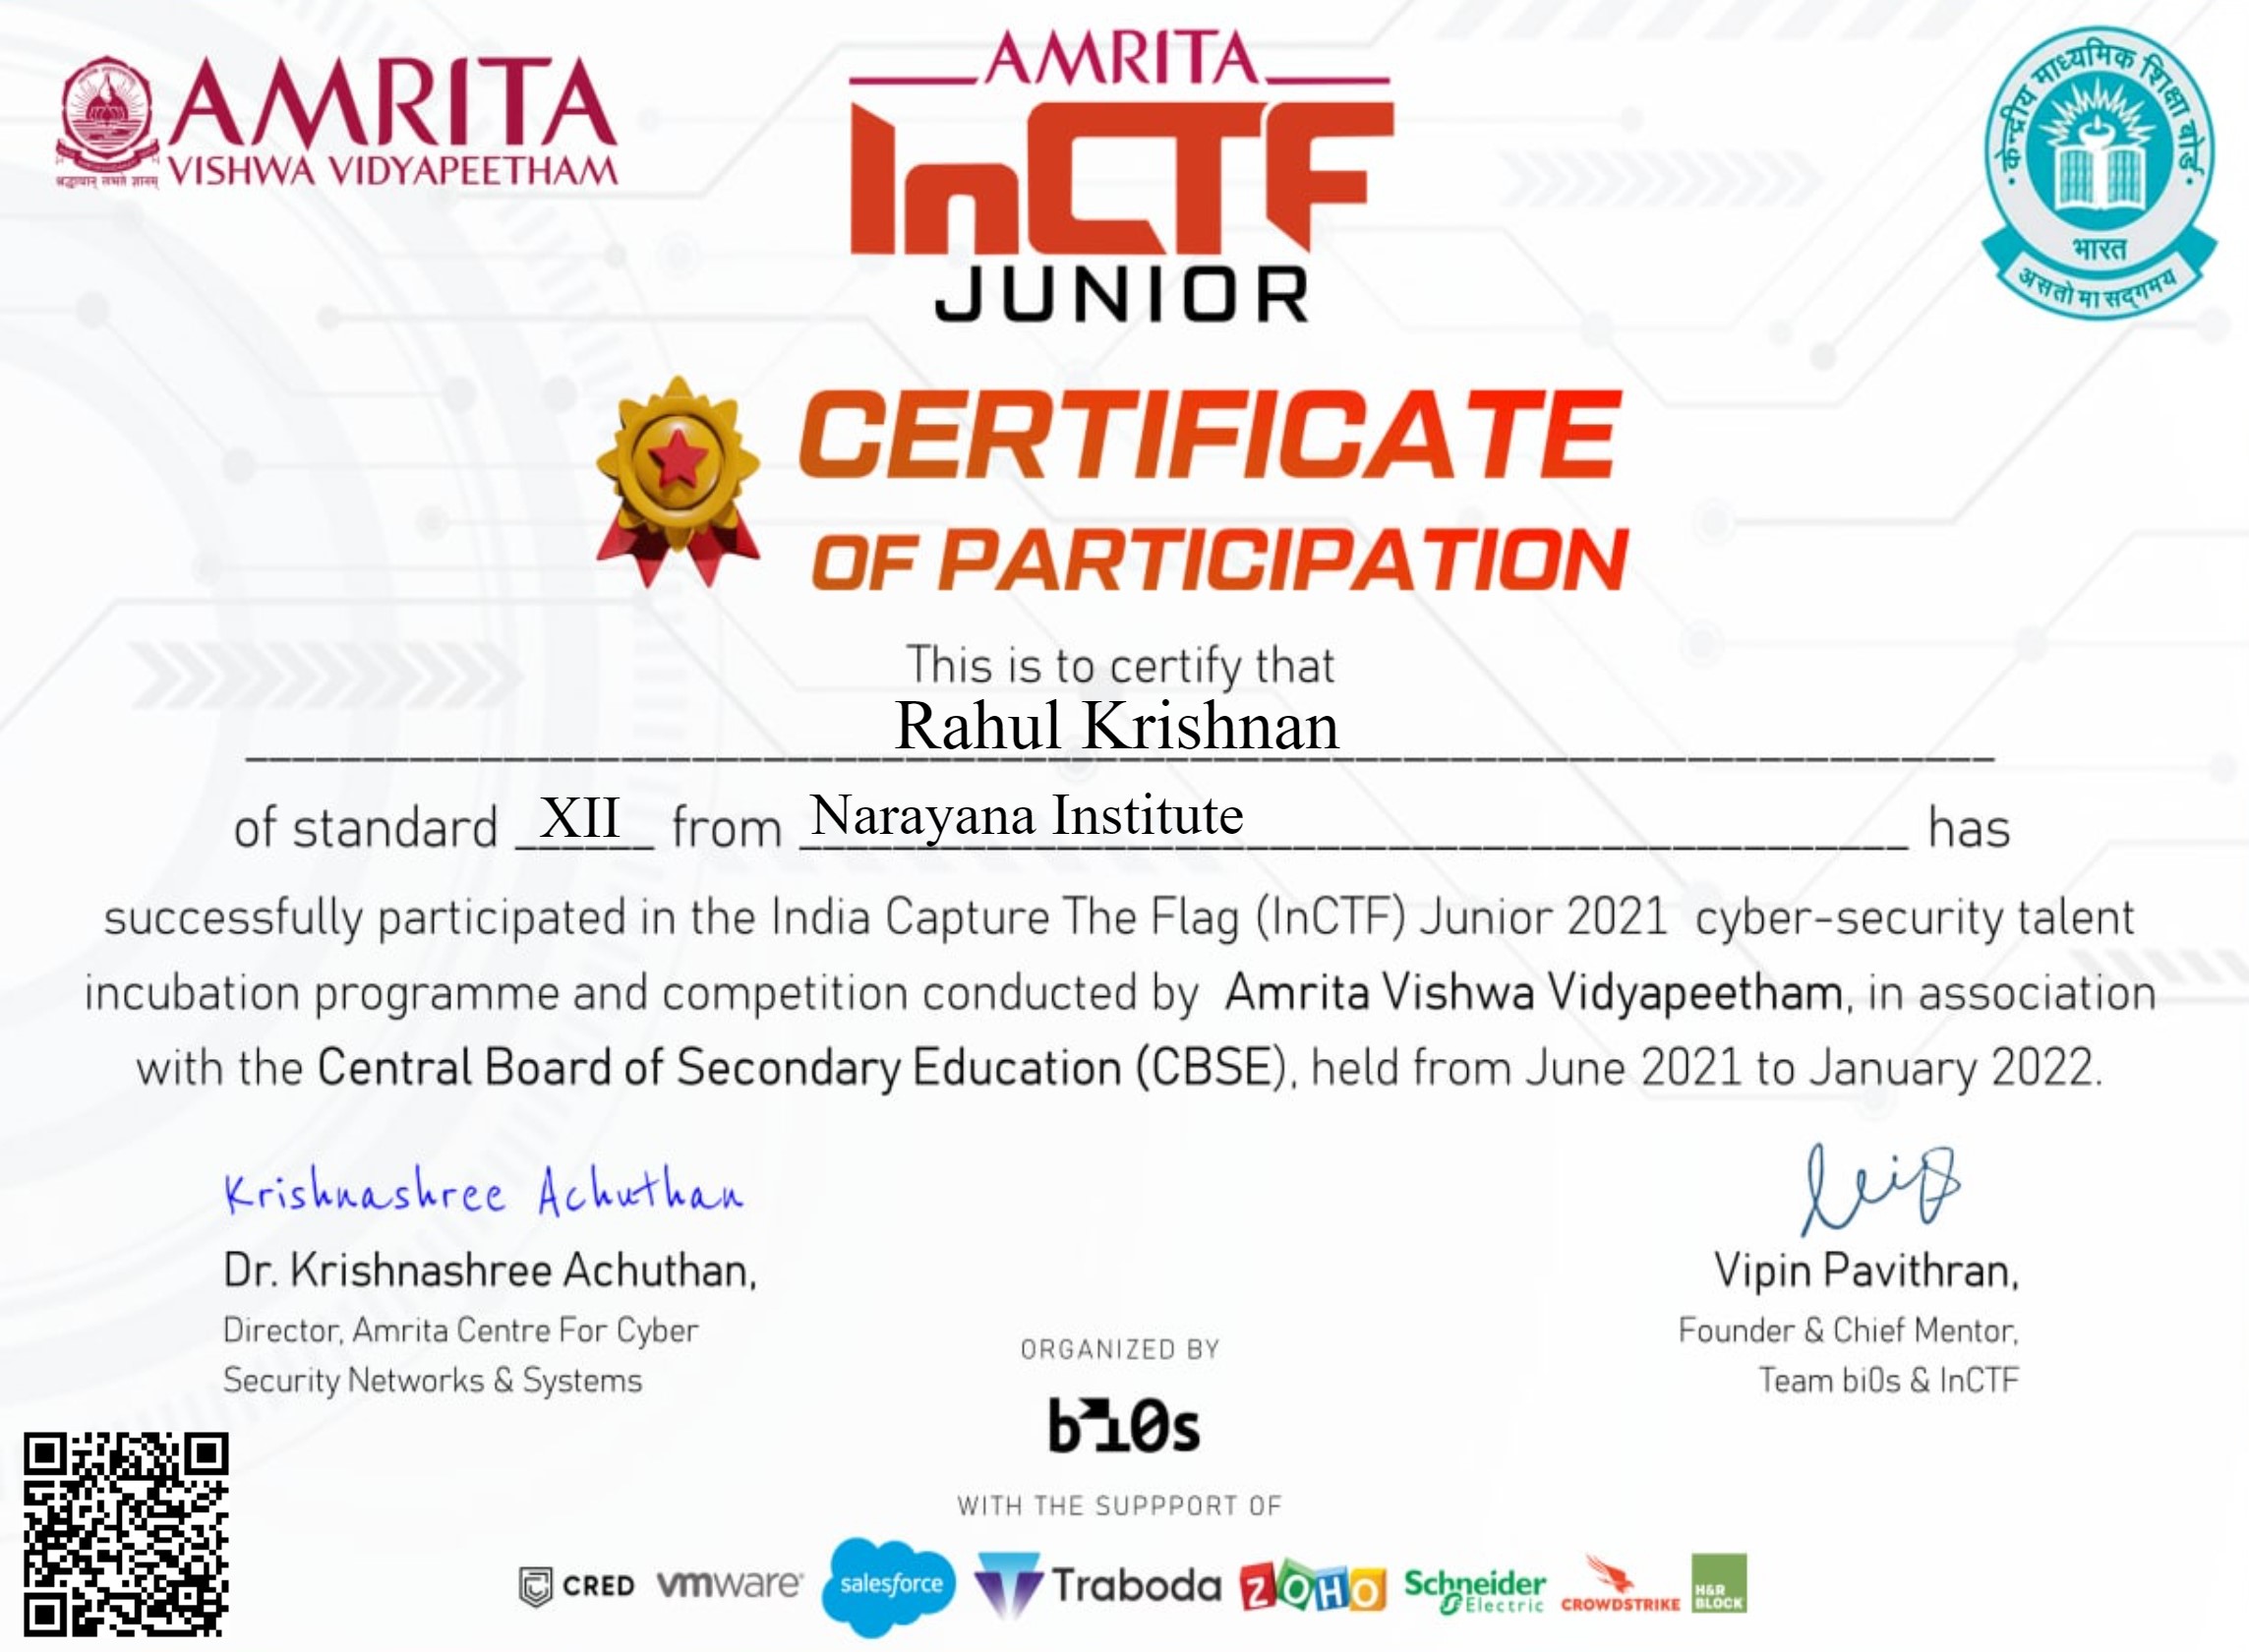 AMRITA
VISHWA VIDYAPEETHAM
श्रद्धावान् लभते ज्ञानम्
AMRITA
InCTF
JUNIOR
केन्द्रीय माध्यमिक शिक्षा बोर्ड
भारत
असतो मा सद्गमय
CERTIFICATE
OF PARTICIPATION
This is to certify that
Rahul Krishnan
of standard XII from Narayana Institute has
successfully participated in the India Capture The Flag (InCTF) Junior 2021 cyber-security talent
incubation programme and competition conducted by Amrita Vishwa Vidyapeetham, in association
with the Central Board of Secondary Education (CBSE), held from June 2021 to January 2022.
Krishnashree Achuthan
Dr. Krishnashree Achuthan,
Director, Amrita Centre For Cyber
Security Networks & Systems
Vipin Pavithran,
Founder & Chief Mentor,
Team bi0s & InCTF
ORGANIZED BY
bi0s
WITH THE SUPPPORT OF
CRED vmware salesforce Traboda ZOHO Schneider Electric CROWDSTRIKE H&R BLOCK